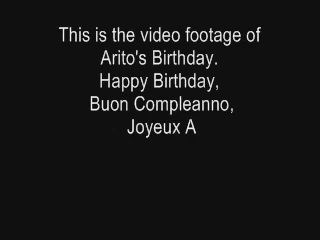 This is the video footage of
Arito's Birthday.
Happy Birthday,
Buon Compleanno,
Joyeux A